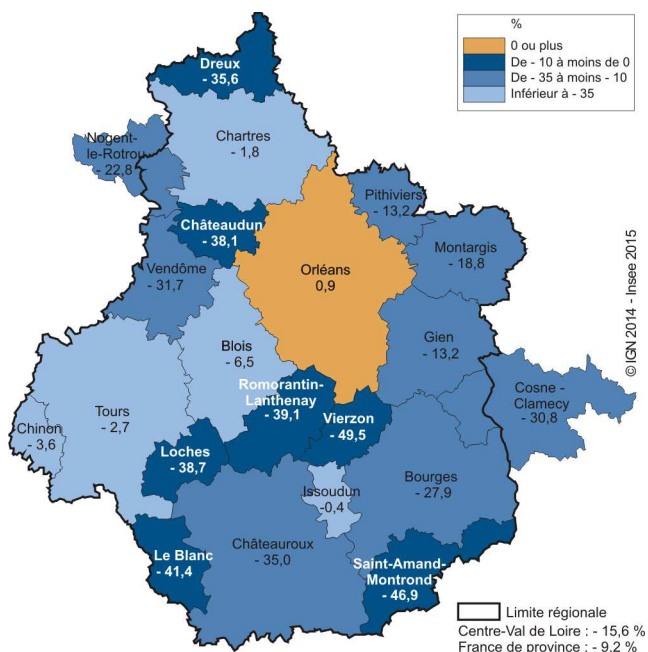 %
0 ou plus
De - 10 à moins de 0
De - 35 à moins - 10
Inférieur à - 35
Dreux
- 35,6
Chartres
- 1,8
Nogent-
le-Rotrou
- 22,8
Pithiviers
- 13,2
Châteaudun
- 38,1
Montargis
- 18,8
Orléans
0,9
Vendôme
- 31,7
Gien
- 13,2
Blois
- 6,5
Cosne -
Clamecy
- 30,8
Romorantin-
Lanthenay
- 39,1
Vierzon
- 49,5
Tours
- 2,7
Chinon
- 3,6
Loches
- 38,7
Bourges
- 27,9
Issoudun
-0,4
Châteauroux
- 35,0
Le Blanc
- 41,4
Saint-Amand-
Montrond
- 46,9
© IGN 2014 - Insee 2015
Limite régionale
Centre-Val de Loire : - 15,6 %
France de province : - 9,2 %